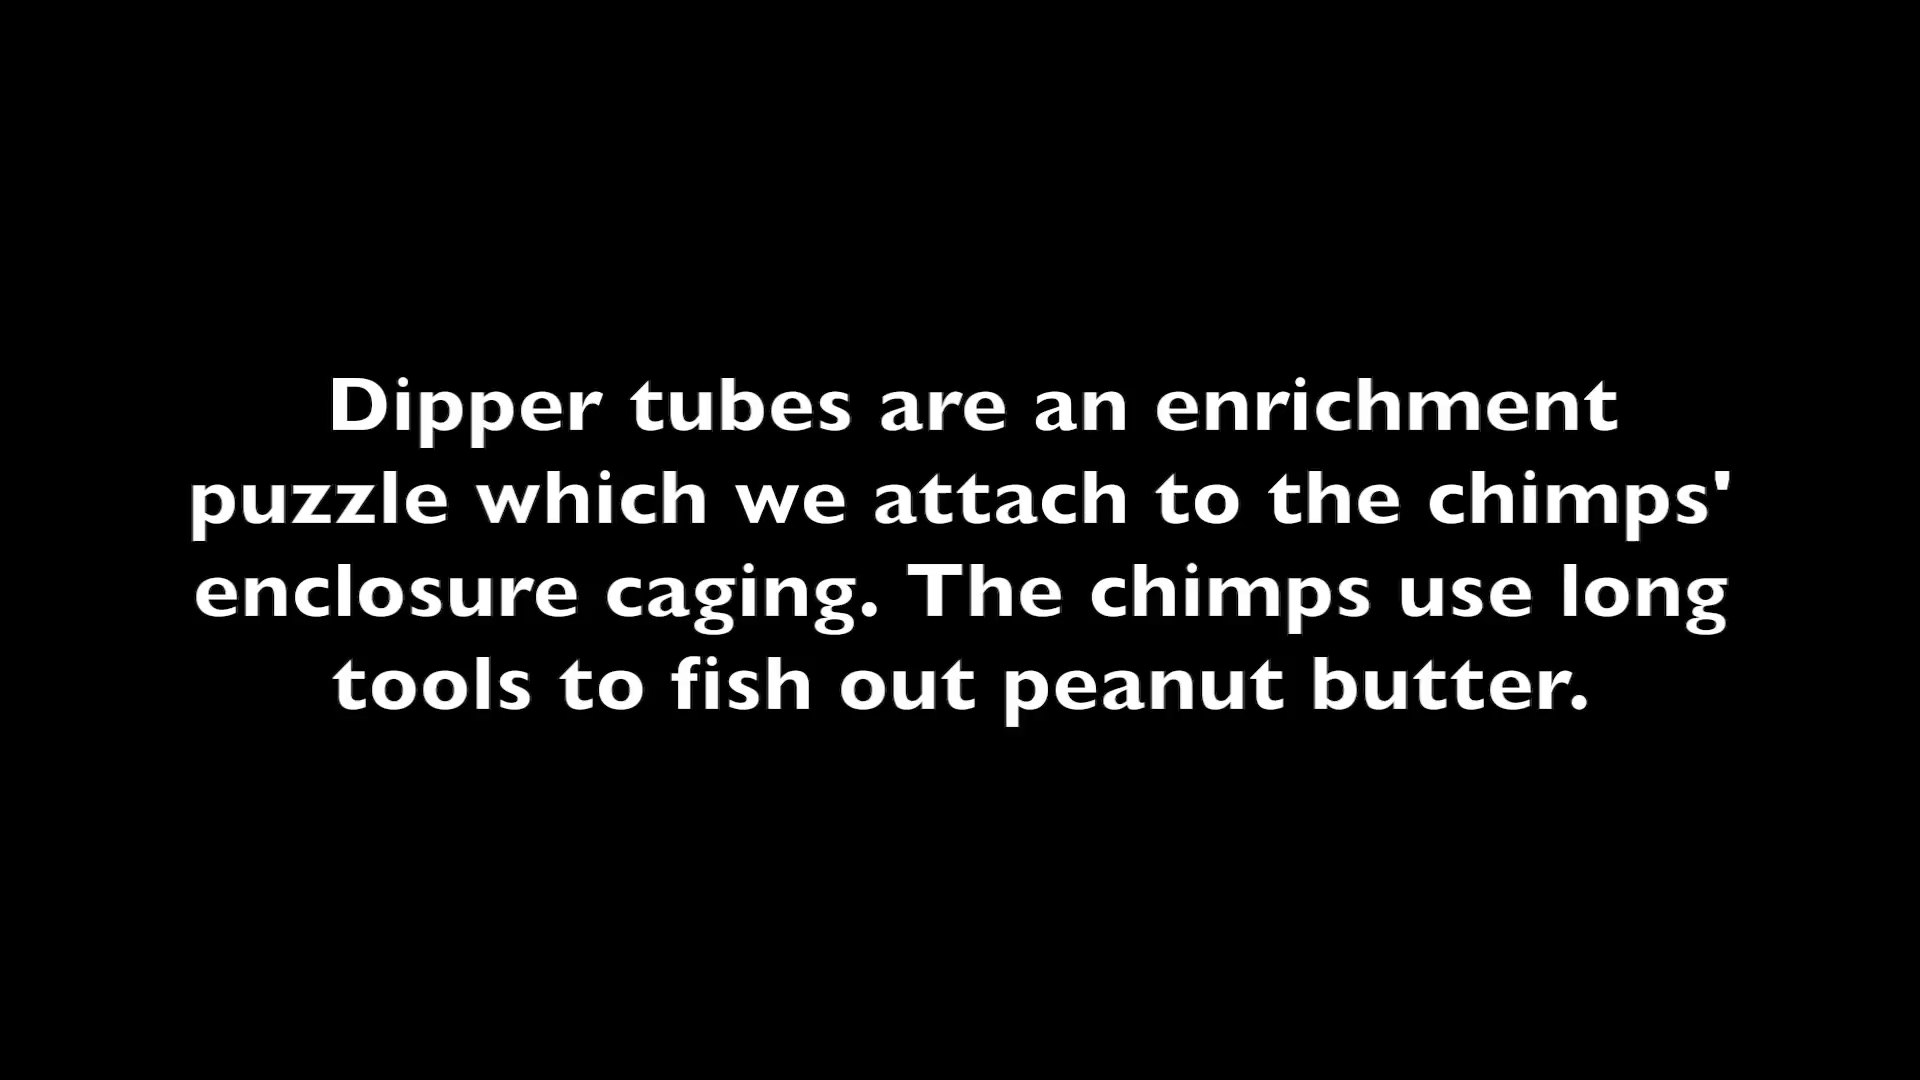 Dipper tubes are an enrichment
puzzle which we attach to the chimps'
enclosure caging. The chimps use long
tools to fish out peanut butter.